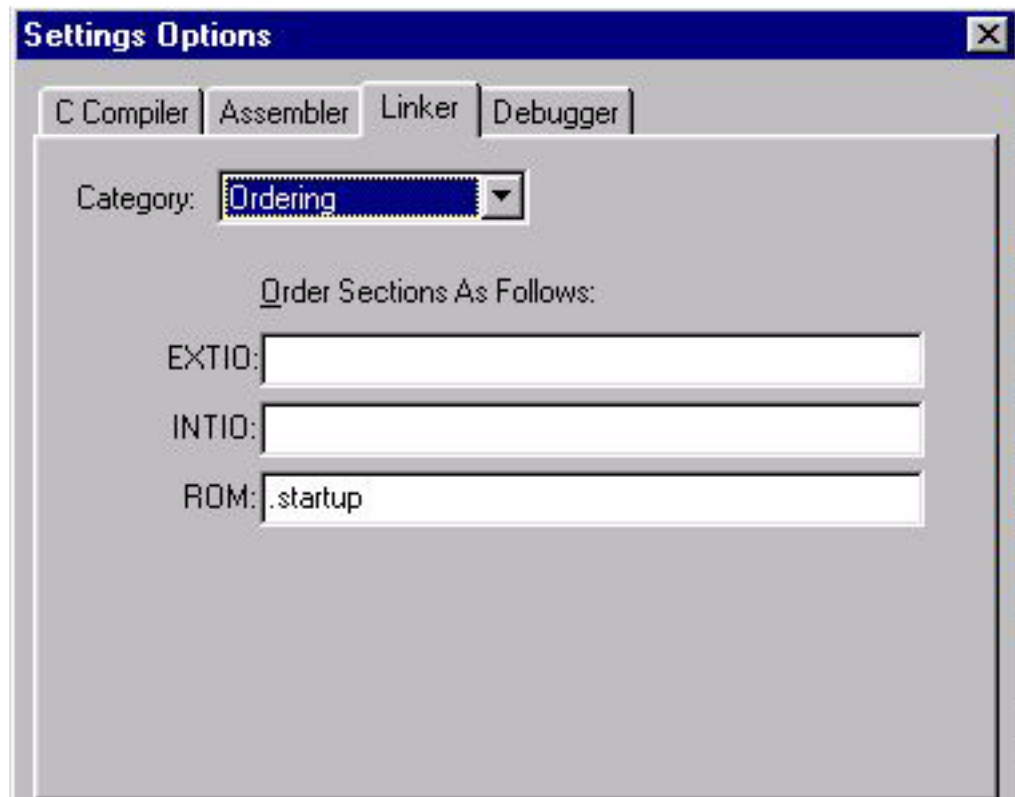 Settings Options
C Compiler Assembler Linker Debugger
Category: Ordering
Order Sections As Follows:
EXTIO:
INTIO:
ROM: .startup